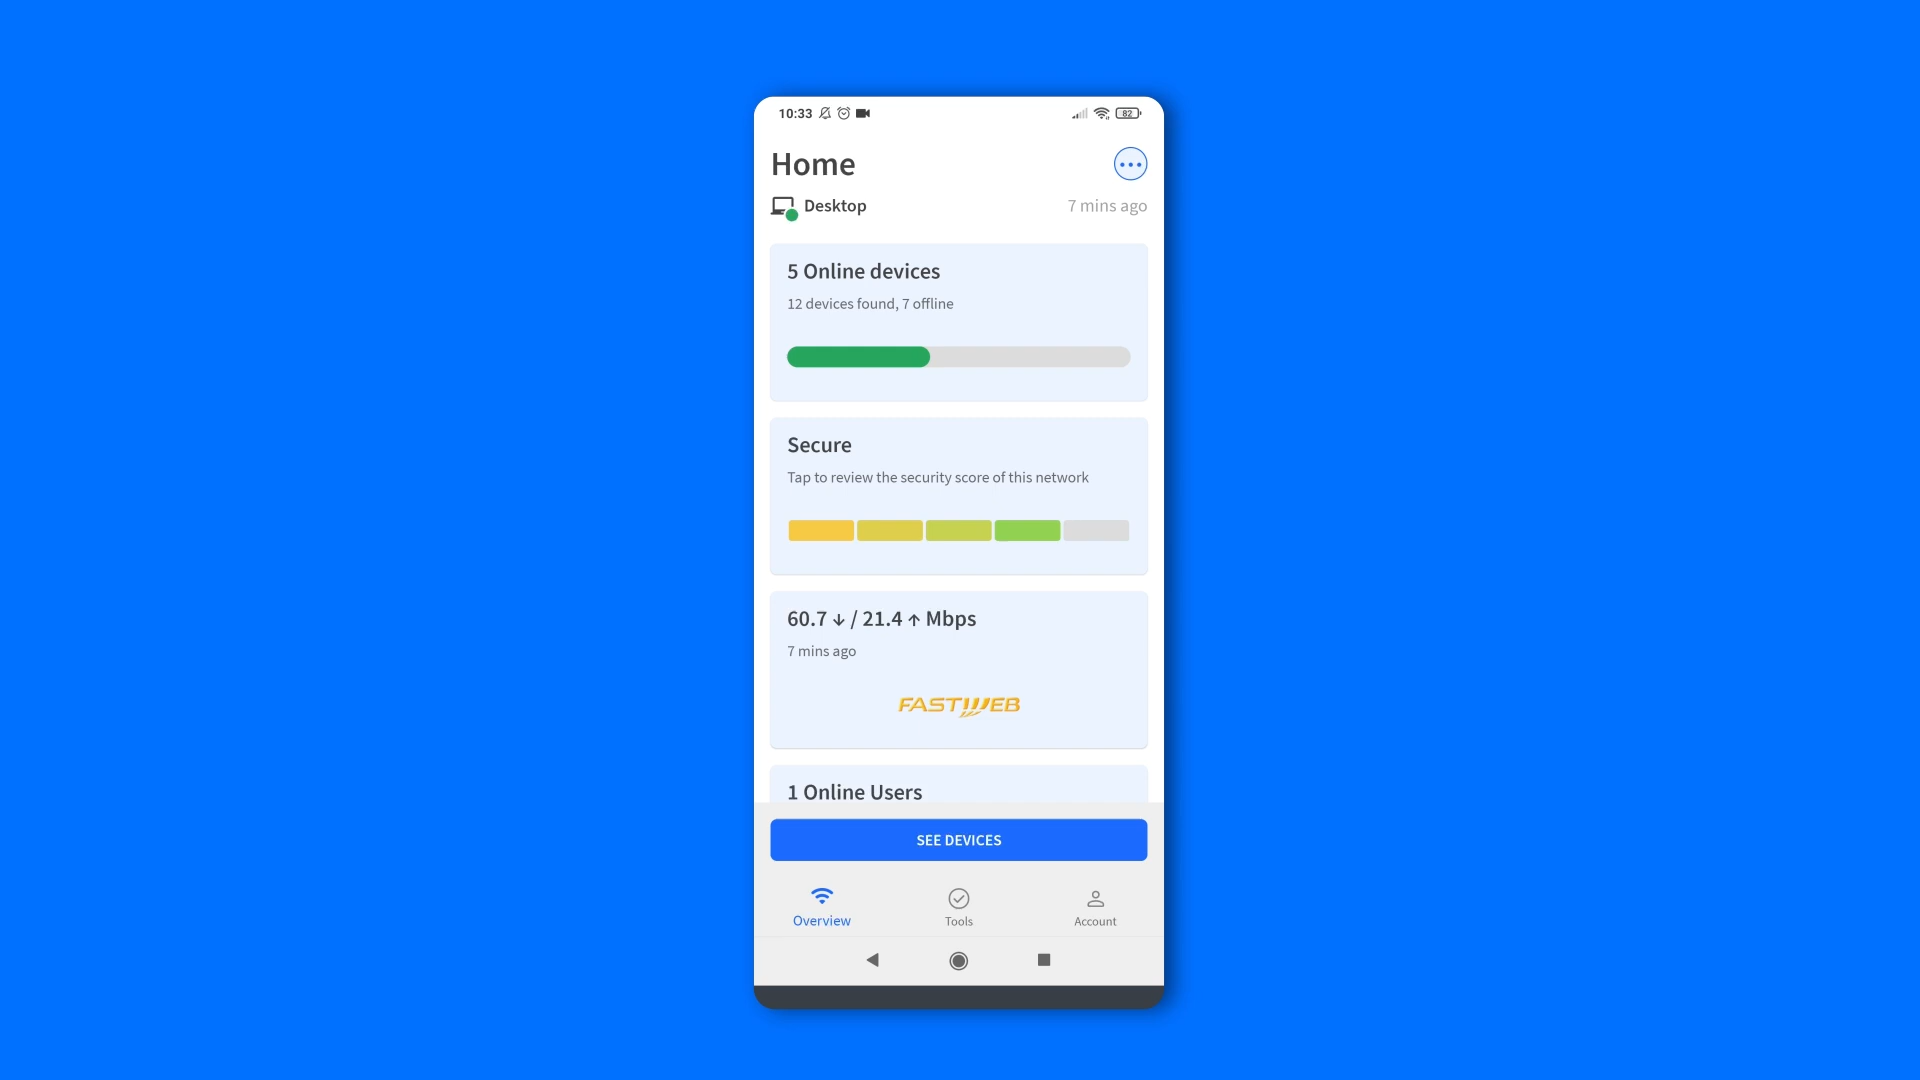 10:33 82
Home
Desktop 7 mins ago
5 Online devices
12 devices found, 7 offline
Secure
Tap to review the security score of this network
60.7 ↓ / 21.4 ↑ Mbps
7 mins ago
FASTWEB
1 Online Users
SEE DEVICES
Overview Tools Account